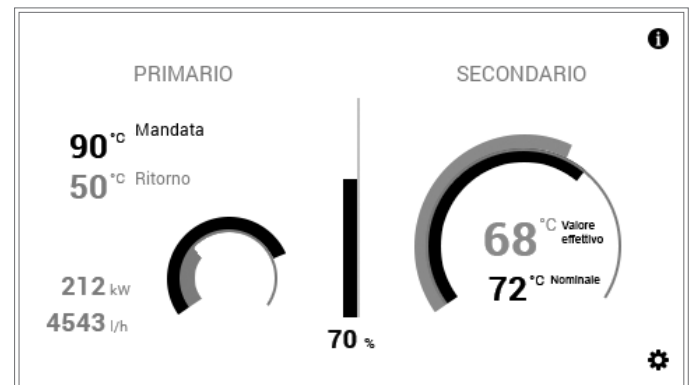 PRIMARIO
90 °C Mandata
50 °C Ritorno
212 kW
4543 l/h
70 %
SECONDARIO
68 °C Valore
effettivo
72 °C Nominale